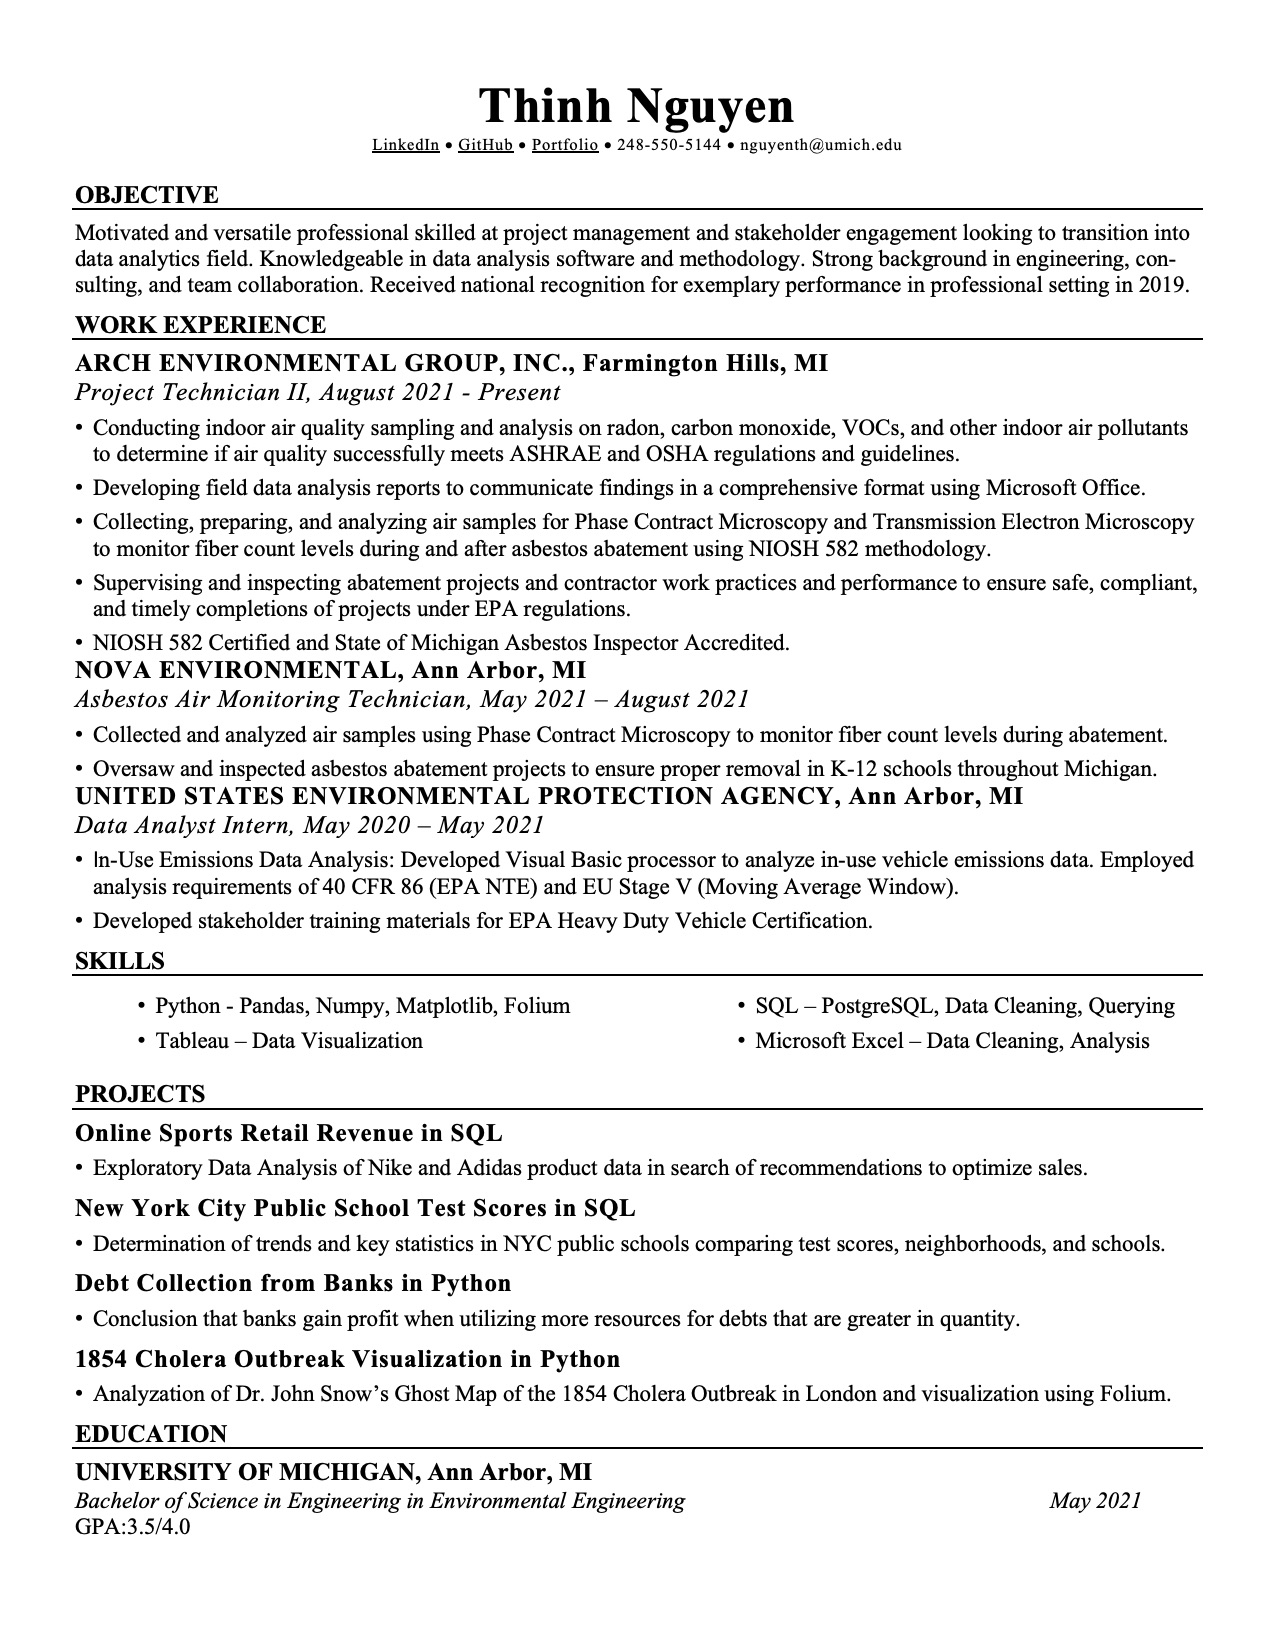 Thinh Nguyen
LinkedIn • GitHub • Portfolio • 248-550-5144 • nguyenth@umich.edu
OBJECTIVE
Motivated and versatile professional skilled at project management and stakeholder engagement looking to transition into
data analytics field. Knowledgeable in data analysis software and methodology. Strong background in engineering, con-
sulting, and team collaboration. Received national recognition for exemplary performance in professional setting in 2019.
WORK EXPERIENCE
ARCH ENVIRONMENTAL GROUP, INC., Farmington Hills, MI
Project Technician II, August 2021 - Present
• Conducting indoor air quality sampling and analysis on radon, carbon monoxide, VOCs, and other indoor air pollutants
to determine if air quality successfully meets ASHRAE and OSHA regulations and guidelines.
• Developing field data analysis reports to communicate findings in a comprehensive format using Microsoft Office.
• Collecting, preparing, and analyzing air samples for Phase Contract Microscopy and Transmission Electron Microscopy
to monitor fiber count levels during and after asbestos abatement using NIOSH 582 methodology.
• Supervising and inspecting abatement projects and contractor work practices and performance to ensure safe, compliant,
and timely completions of projects under EPA regulations.
• NIOSH 582 Certified and State of Michigan Asbestos Inspector Accredited.
NOVA ENVIRONMENTAL, Ann Arbor, MI
Asbestos Air Monitoring Technician, May 2021 – August 2021
• Collected and analyzed air samples using Phase Contract Microscopy to monitor fiber count levels during abatement.
• Oversaw and inspected asbestos abatement projects to ensure proper removal in K-12 schools throughout Michigan.
UNITED STATES ENVIRONMENTAL PROTECTION AGENCY, Ann Arbor, MI
Data Analyst Intern, May 2020 – May 2021
• In-Use Emissions Data Analysis: Developed Visual Basic processor to analyze in-use vehicle emissions data. Employed
analysis requirements of 40 CFR 86 (EPA NTE) and EU Stage V (Moving Average Window).
• Developed stakeholder training materials for EPA Heavy Duty Vehicle Certification.
SKILLS
• Python - Pandas, Numpy, Matplotlib, Folium
• SQL – PostgreSQL, Data Cleaning, Querying
• Tableau – Data Visualization
• Microsoft Excel – Data Cleaning, Analysis
PROJECTS
Online Sports Retail Revenue in SQL
• Exploratory Data Analysis of Nike and Adidas product data in search of recommendations to optimize sales.
New York City Public School Test Scores in SQL
• Determination of trends and key statistics in NYC public schools comparing test scores, neighborhoods, and schools.
Debt Collection from Banks in Python
• Conclusion that banks gain profit when utilizing more resources for debts that are greater in quantity.
1854 Cholera Outbreak Visualization in Python
• Analyzation of Dr. John Snow’s Ghost Map of the 1854 Cholera Outbreak in London and visualization using Folium.
EDUCATION
UNIVERSITY OF MICHIGAN, Ann Arbor, MI
Bachelor of Science in Engineering in Environmental Engineering May 2021
GPA:3.5/4.0